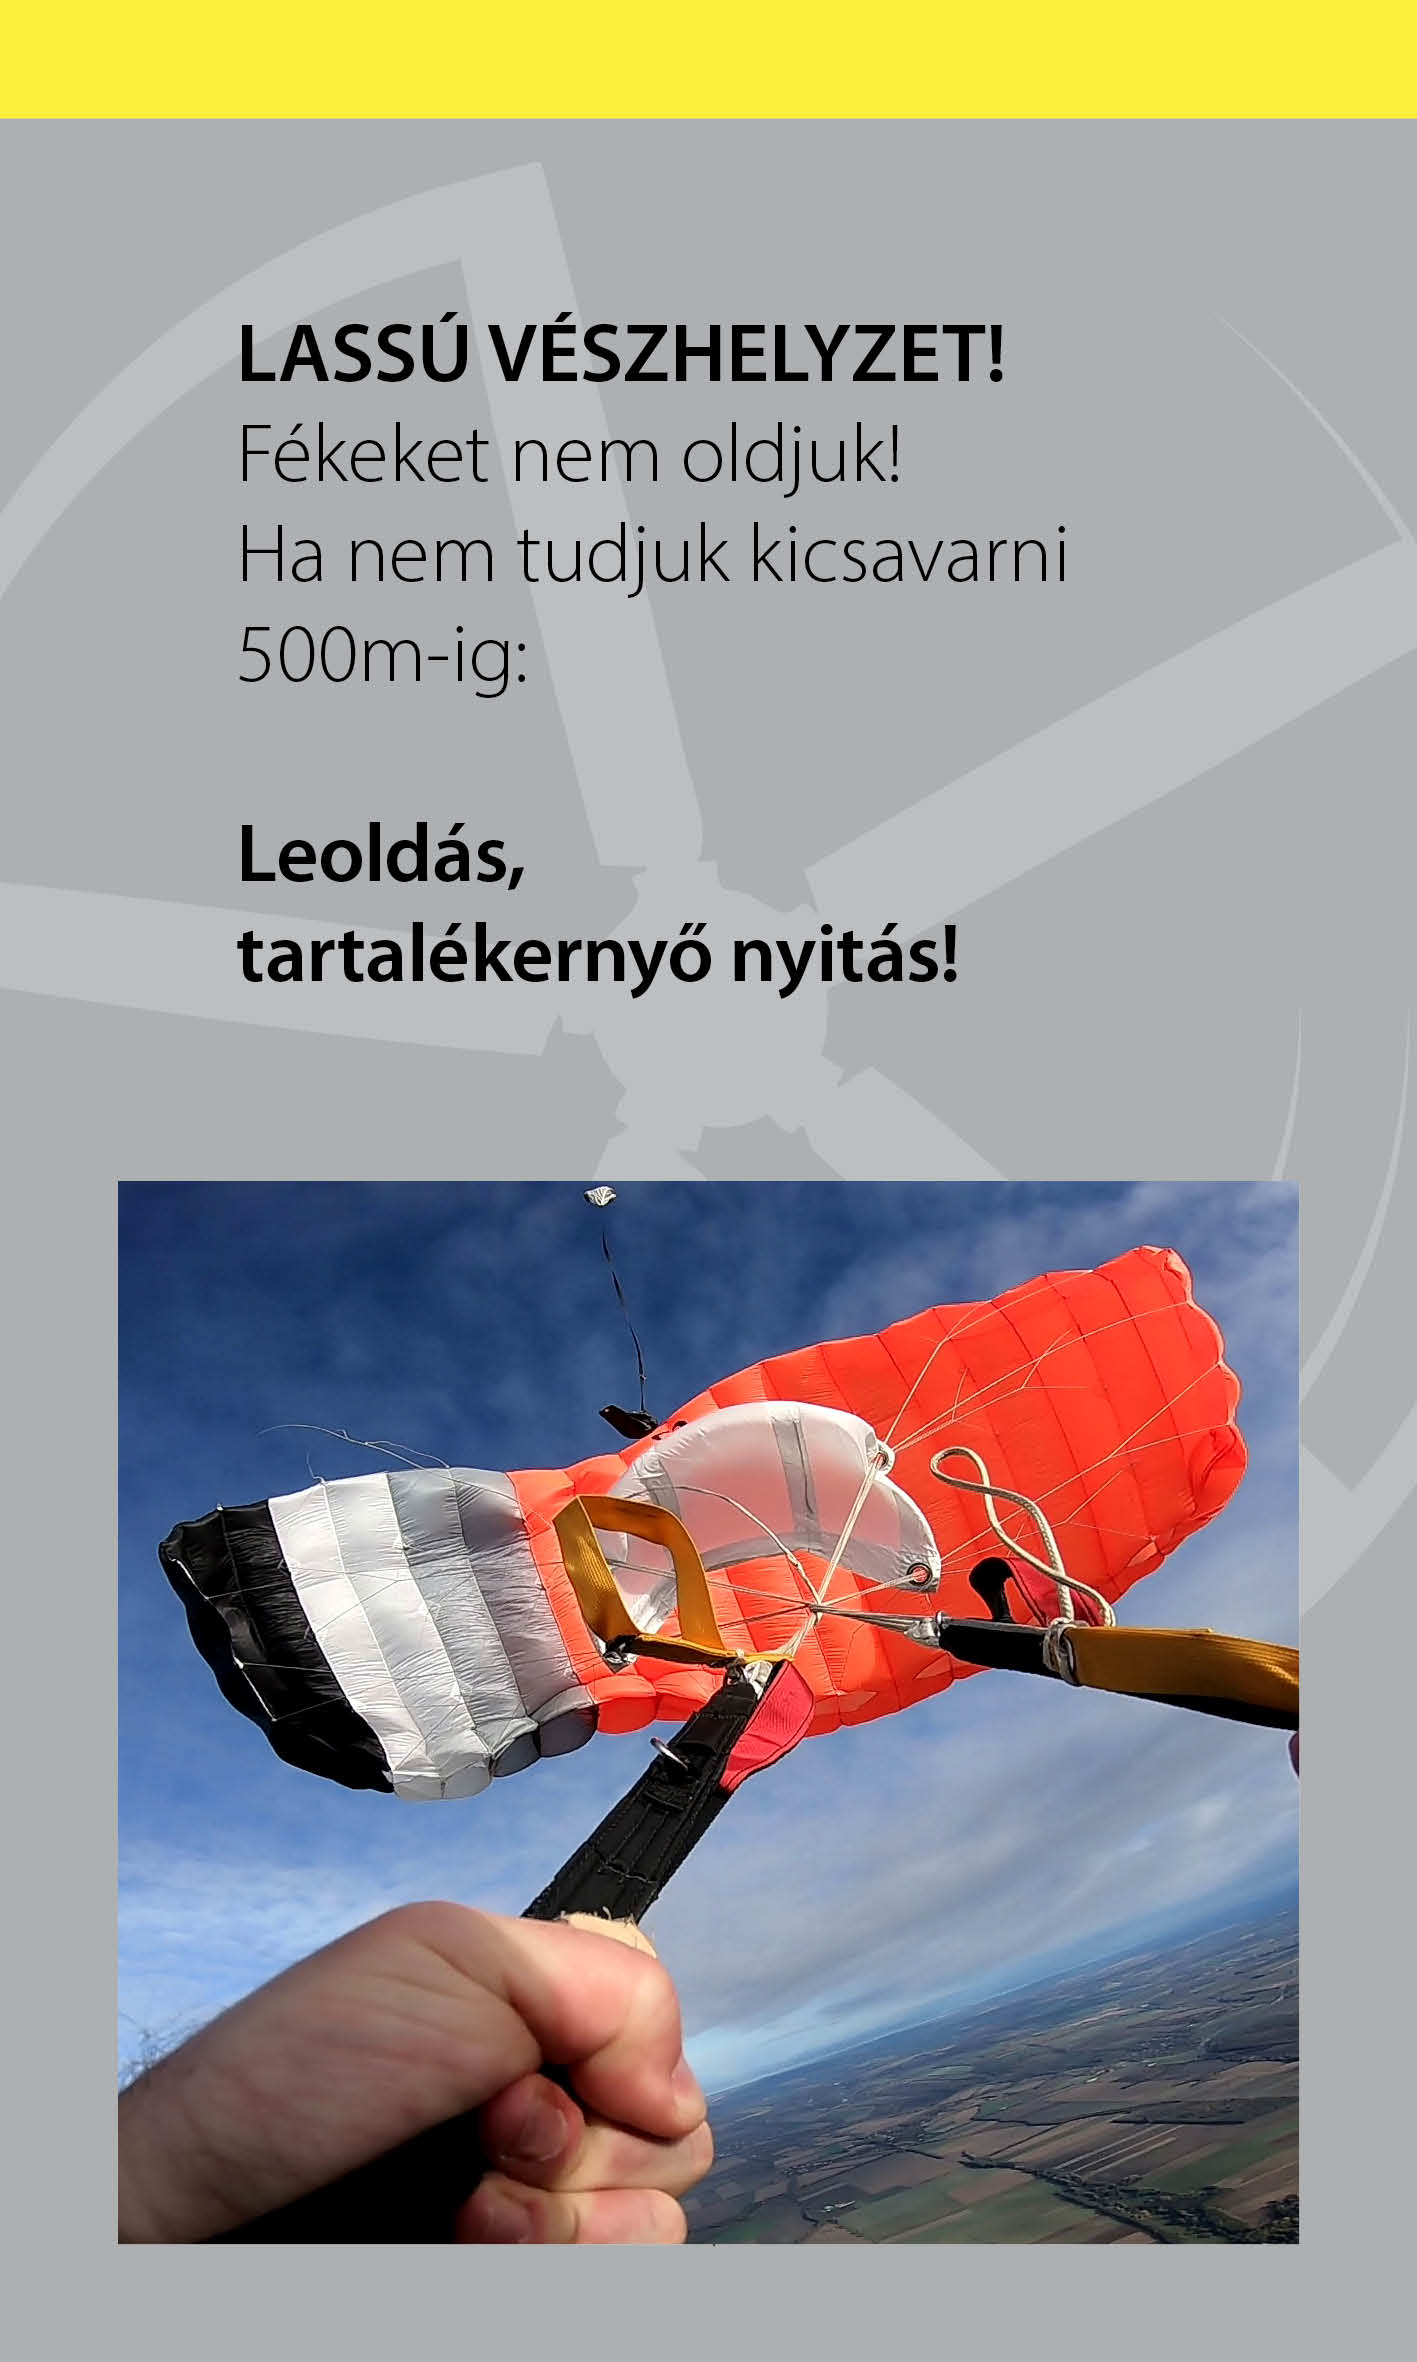 LASSÚ VÉSZHELYZET!
Fékeket nem oldjuk!
Ha nem tudjuk kicsavarni
500m-ig:
Leoldás,
tartalékernyő nyitás!